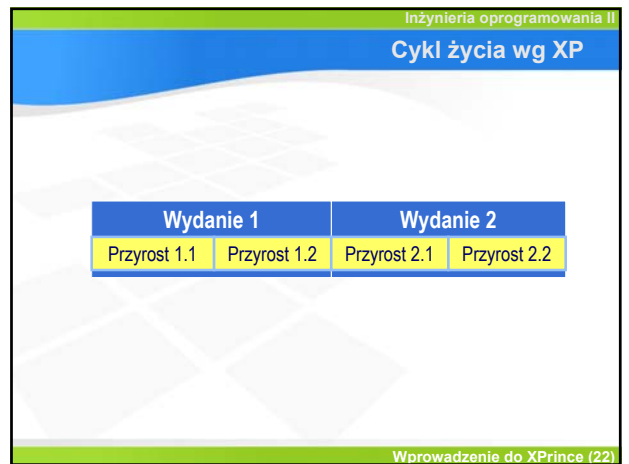 Inżynieria oprogramowania II
Cykl życia wg XP
Wydanie 1 Wydanie 2
Przyrost 1.1 Przyrost 1.2 Przyrost 2.1 Przyrost 2.2
Wprowadzenie do XPrince (22)